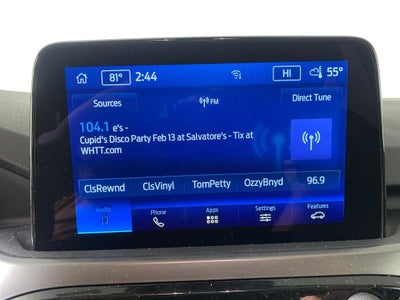 81° 2:44 HI 55°
Sources FM Direct Tune
104.1 e's -
Cupid's Disco Party Feb 13 at Salvatore's - Tix at
WHTT.com
ClsRewnd ClsVinyl TomPetty OzzyBnyd 96.9
Audio Phone Apps Settings Features